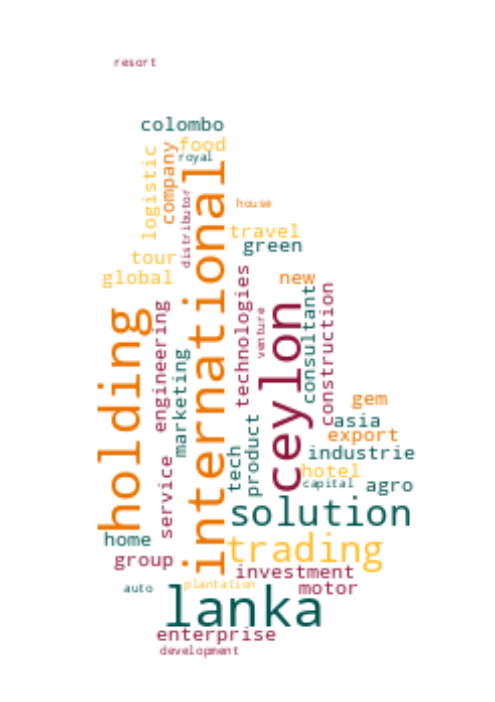 resort
colombo
food
royal
logistic
company
distributor
international
house
travel
green
tour
global
technologies
new
holding
engineering
marketing
venture
ceylon
consultant
construction
gem
asia
export
industrie
hotel
capital
agro
service
tech
product
solution
home
trading
group
investment
auto
plantation
motor
lanka
enterprise
development